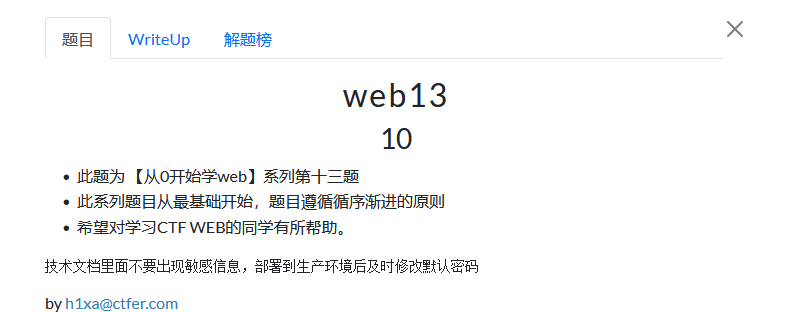 题目 WriteUp 解题榜
web13
10
此题为 【从0开始学web】系列第十三题
此系列题目从最基础开始，题目遵循循序渐进的原则
希望对学习CTF WEB的同学有所帮助。
技术文档里面不要出现敏感信息，部署到生产环境后及时修改默认密码
by h1xa@ctfer.com